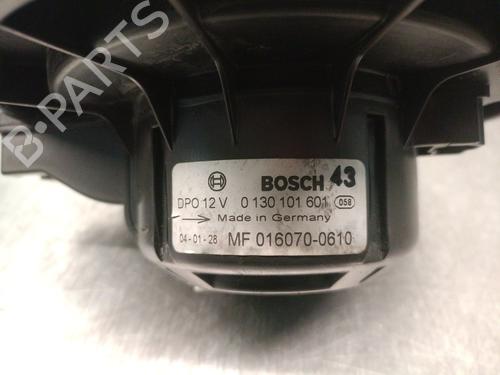 B-PARTS
BOSCH 43
DPO 12 V 0 130 101 601 058
Made in Germany
04-01-28 MF 016070-0610